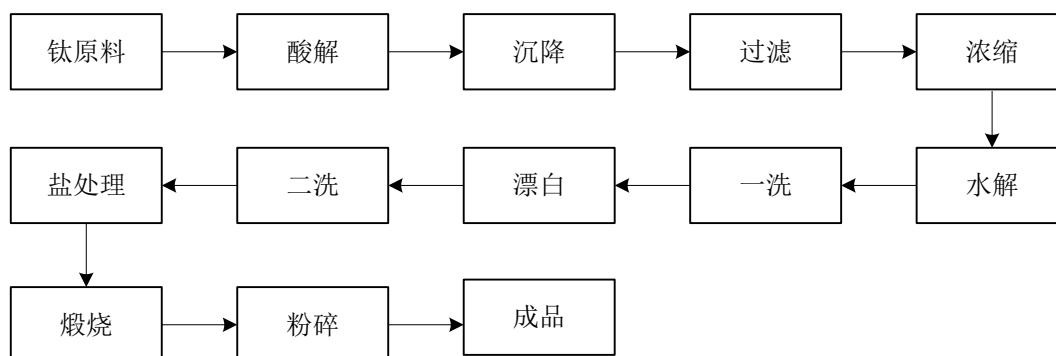 钛原料
酸解
沉降
过滤
浓缩
水解
一洗
漂白
二洗
盐处理
煅烧
粉碎
成品